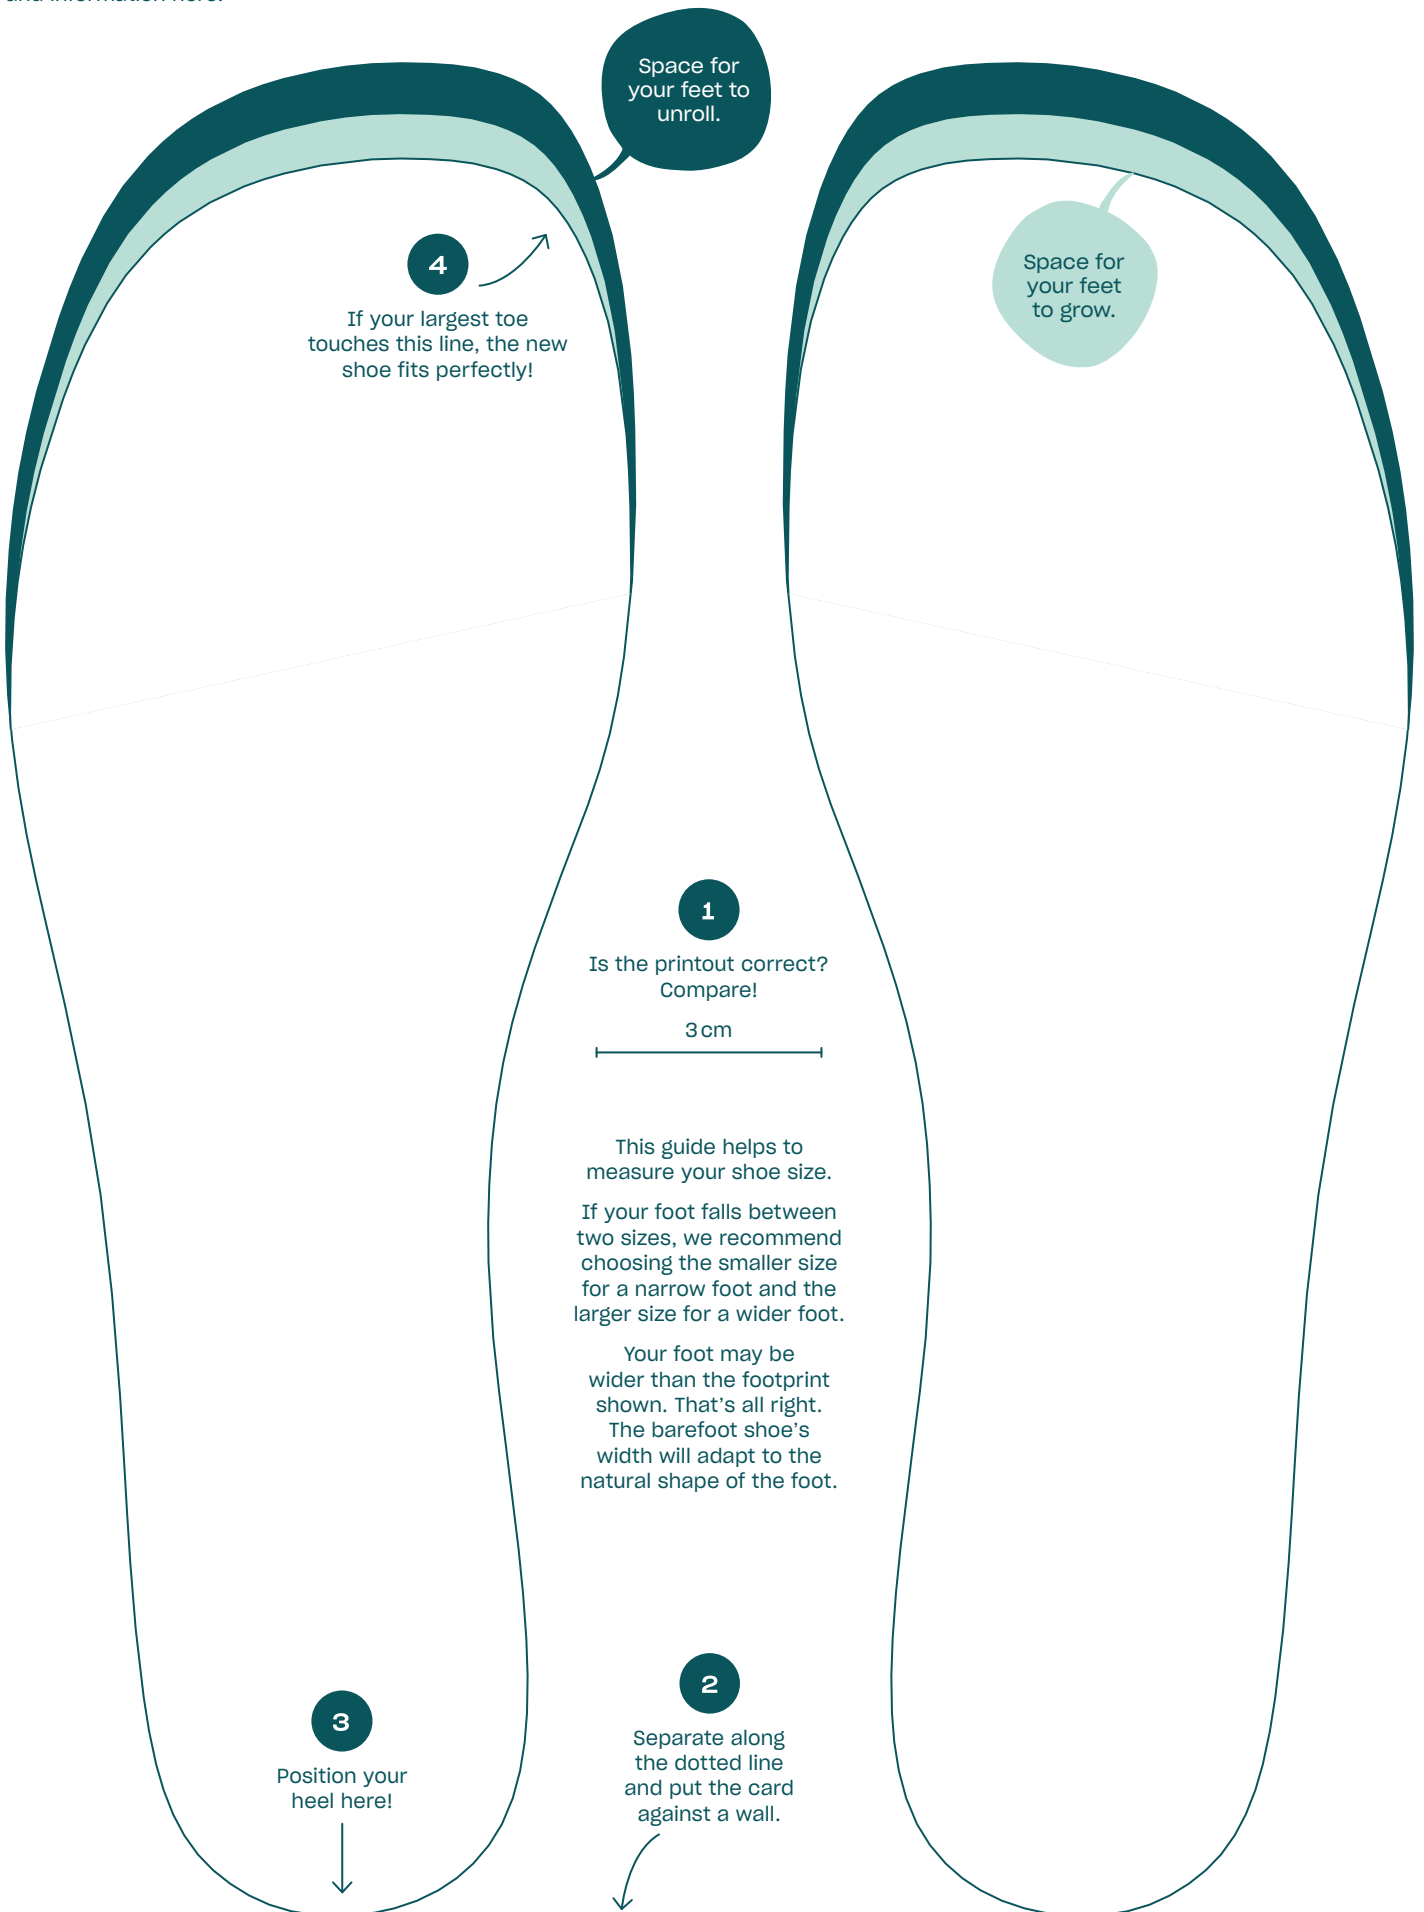 and information here.
Space for
your feet to
unroll.
4
If your largest toe
touches this line, the new
shoe fits perfectly!
Space for
your feet
to grow.
1
Is the printout correct?
Compare!
3 cm
This guide helps to
measure your shoe size.
If your foot falls between
two sizes, we recommend
choosing the smaller size
for a narrow foot and the
larger size for a wider foot.
Your foot may be
wider than the footprint
shown. That's all right.
The barefoot shoe's
width will adapt to the
natural shape of the foot.
2
Separate along
the dotted line
and put the card
against a wall.
3
Position your
heel here!